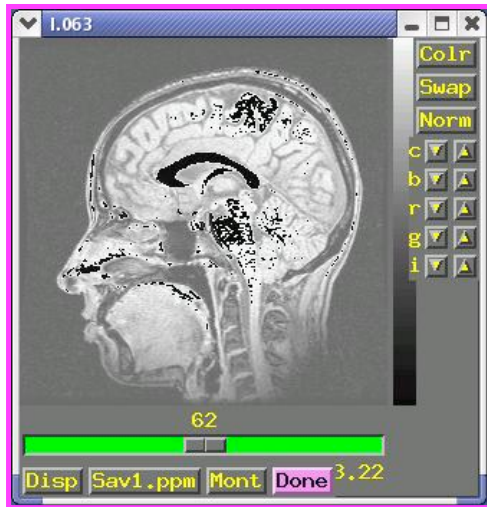 I.063
Colr
Swap
Norm
c
b
r
g
i
62
3.22
Disp Sav1.ppm Mont Done